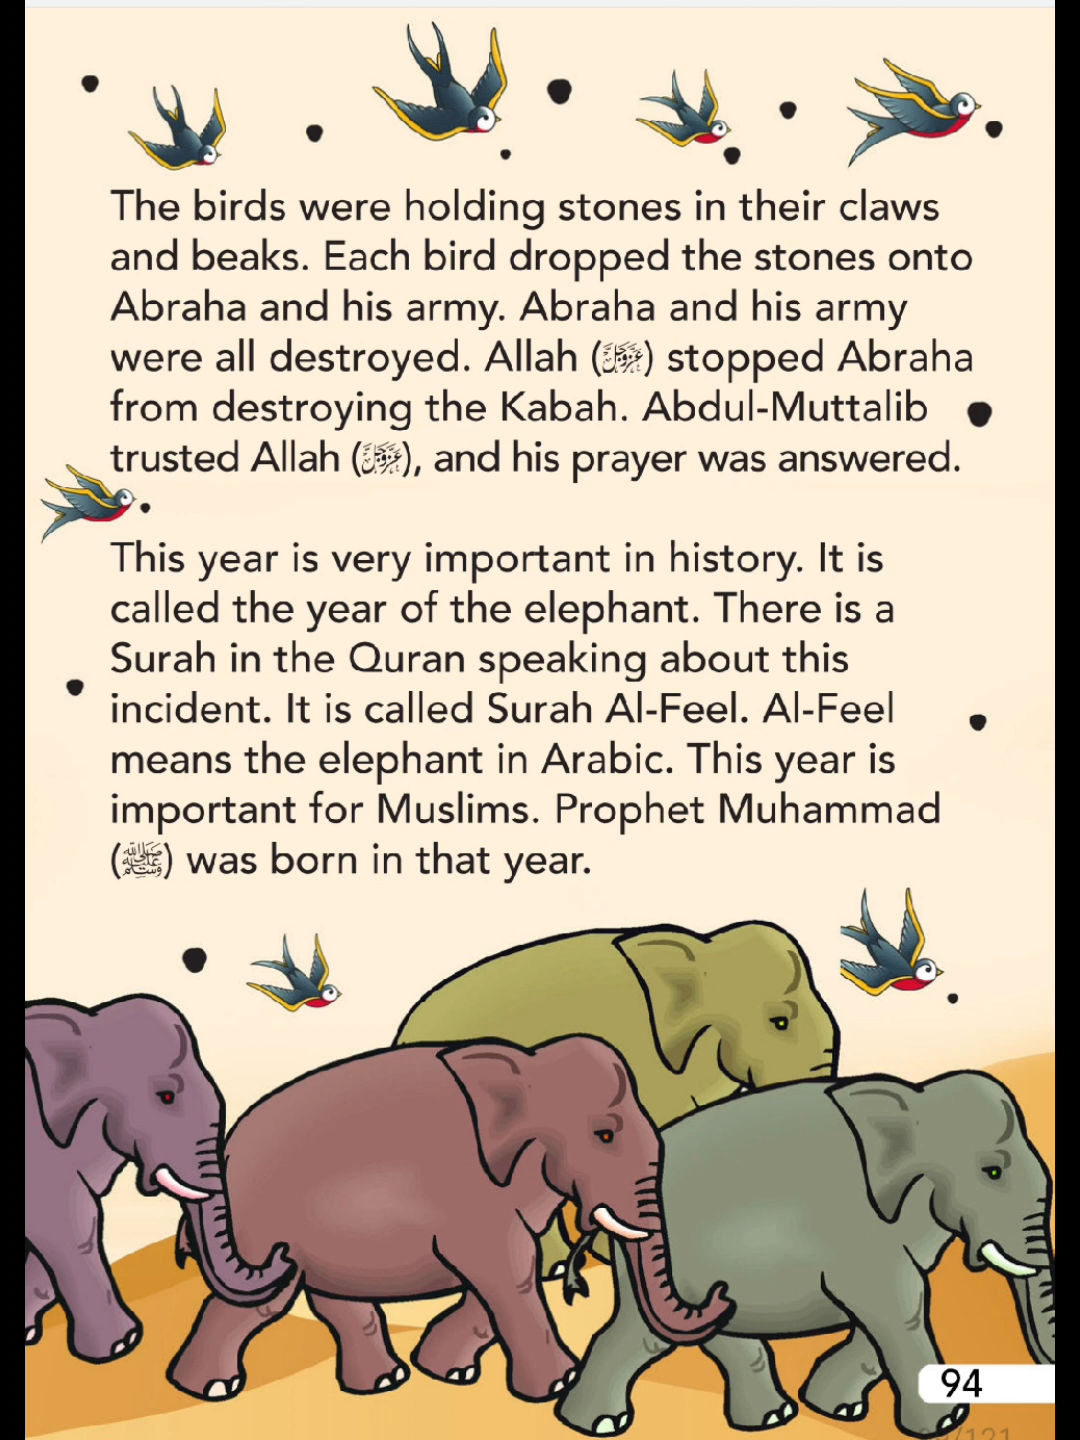 The birds were holding stones in their claws
and beaks. Each bird dropped the stones onto
Abraha and his army. Abraha and his army
were all destroyed. Allah (عَزَّوَجَلَّ) stopped Abraha
from destroying the Kabah. Abdul-Muttalib
trusted Allah (عَزَّوَجَلَّ), and his prayer was answered.
This year is very important in history. It is
called the year of the elephant. There is a
Surah in the Quran speaking about this
incident. It is called Surah Al-Feel. Al-Feel
means the elephant in Arabic. This year is
important for Muslims. Prophet Muhammad
(صلى الله عليه وسلم) was born in that year.
94
/121